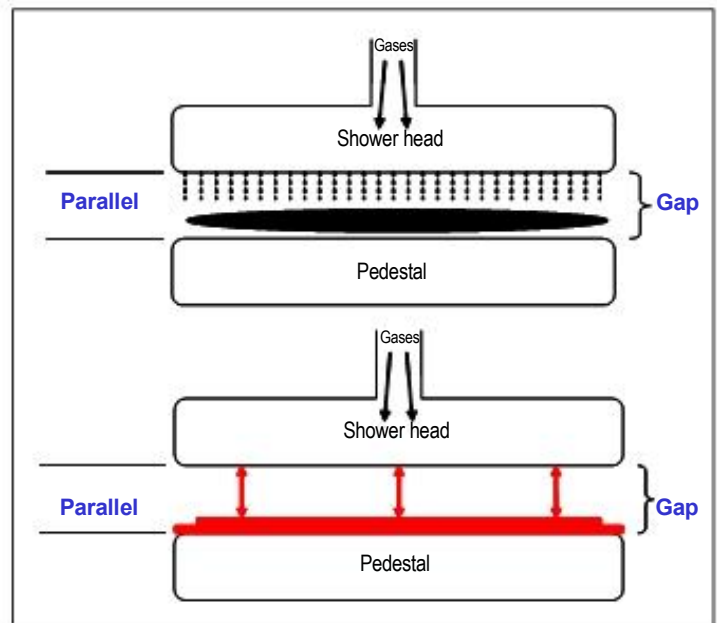 Gases
Shower head
Parallel
Gap
Pedestal
Gases
Shower head
Parallel
Gap
Pedestal